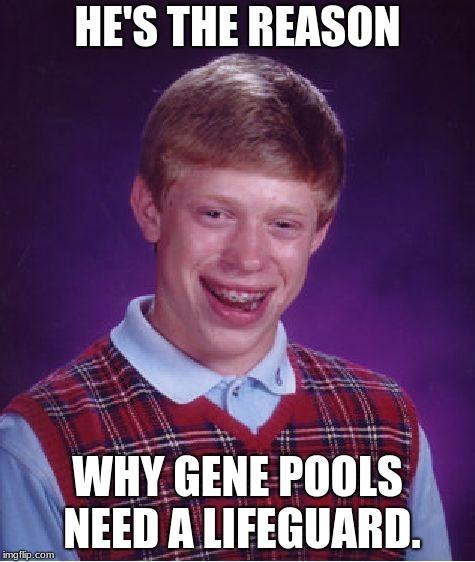 HE'S THE REASON
WHY GENE POOLS
NEED A LIFEGUARD.
imgflip.com